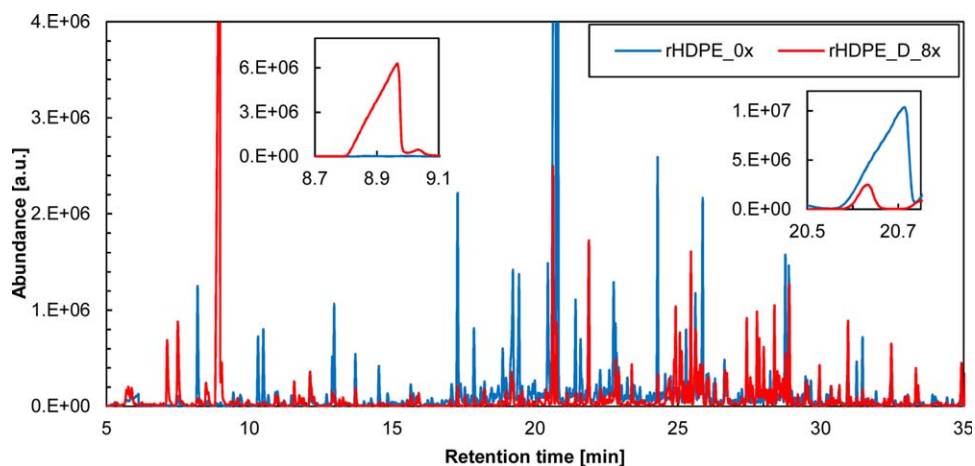 4.E+06
3.E+06
2.E+06
1.E+06
0.E+00
Abundance [a.u.]
6.E+06
3.E+06
0.E+00
8.7 8.9 9.1
rHDPE_0x rHDPE_D_8x
1.E+07
5.E+06
0.E+00
20.5 20.7
5 10 15 20 25 30 35
Retention time [min]